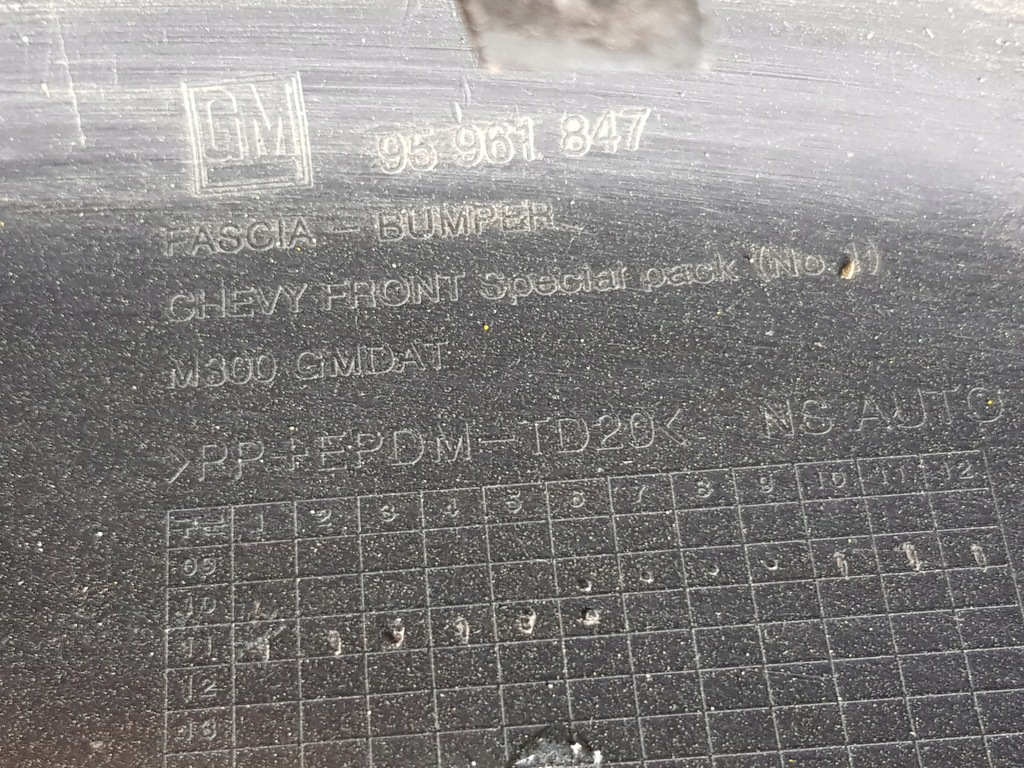 GM 95 961 847
FASCIA - BUMPER
CHEVY FRONT Special pack (No.1)
M300 GMDAT
>PP+EPDM-TD20< NS AUTO
1 2 3 4 5 6 7 8 9 10 11 12
09
10
11
12
13